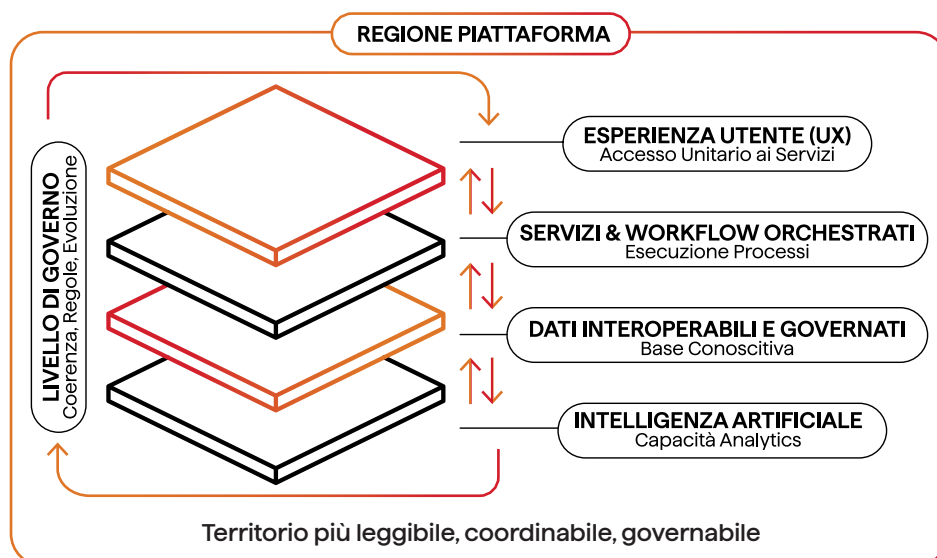 REGIONE PIATTAFORMA
LIVELLO DI GOVERNO
Coerenza, Regole, Evoluzione
ESPERIENZA UTENTE (UX)
Accesso Unitario ai Servizi
SERVIZI & WORKFLOW ORCHESTRATI
Esecuzione Processi
DATI INTEROPERABILI E GOVERNATI
Base Conoscitiva
INTELLIGENZA ARTIFICIALE
Capacità Analytics
Territorio più leggibile, coordinabile, governabile